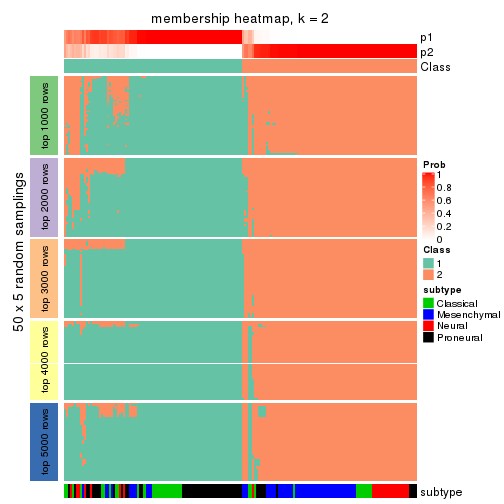 membership heatmap, k = 2
p1
p2
Class
50 x 5 random samplings
top 1000 rows
top 2000 rows
top 3000 rows
top 4000 rows
top 5000 rows
Prob
1
0.8
0.6
0.4
0.2
0
Class
1
2
subtype
Classical
Mesenchymal
Neural
Proneural
subtype